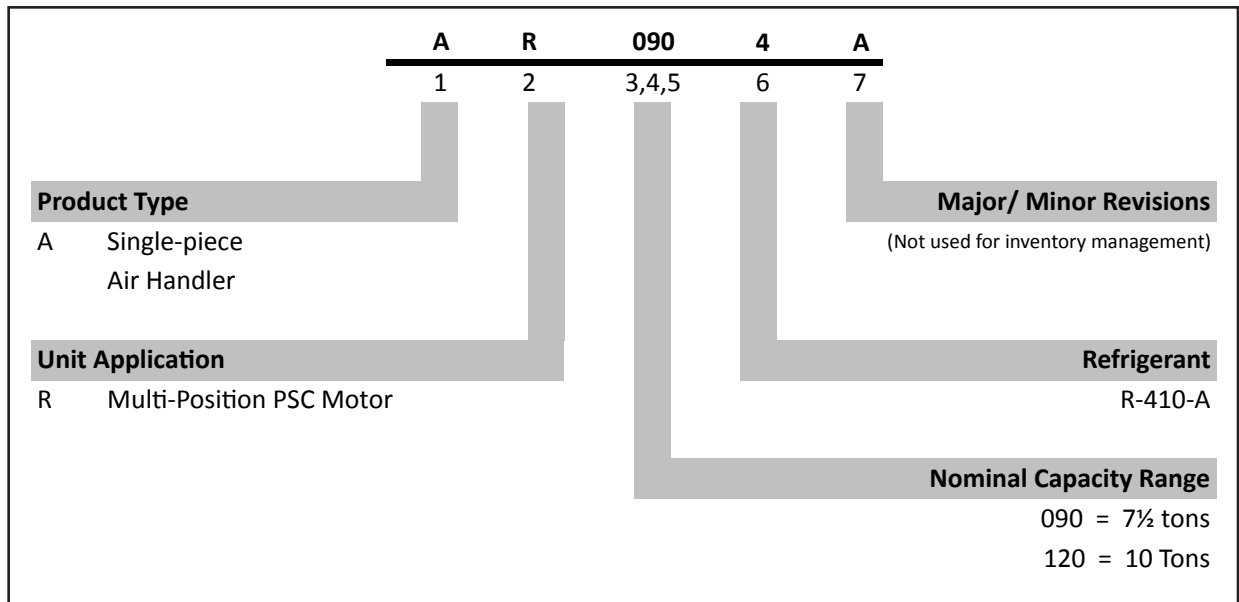 A R 090 4 A
1 2 3,4,5 6 7
Product Type
A Single-piece
Air Handler
Major/ Minor Revisions
(Not used for inventory management)
Unit Application
R Multi-Position PSC Motor
Refrigerant
R-410-A
Nominal Capacity Range
090 = 7½ tons
120 = 10 Tons